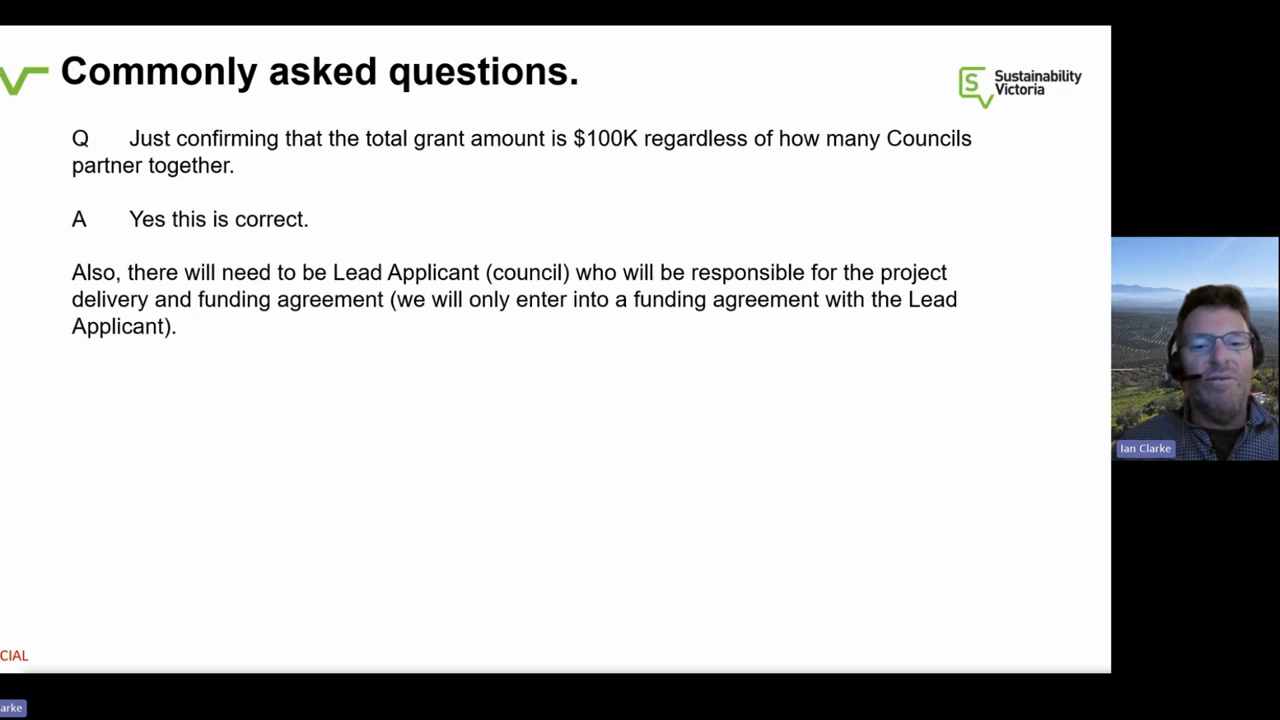 Commonly asked questions.
S Sustainability
Victoria
Q Just confirming that the total grant amount is $100K regardless of how many Councils
partner together.
A Yes this is correct.
Also, there will need to be Lead Applicant (council) who will be responsible for the project
delivery and funding agreement (we will only enter into a funding agreement with the Lead
Applicant).
Ian Clarke
CIAL
arke